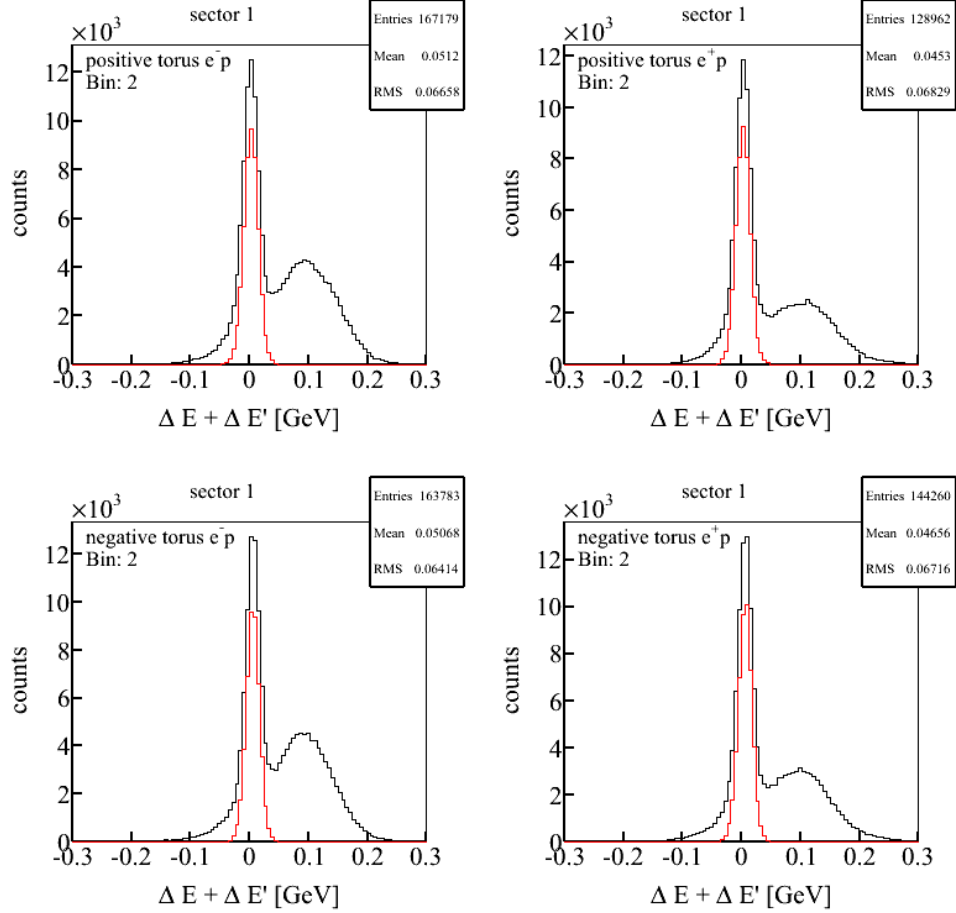 sector 1
Entries 167179
Mean 0.0512
RMS 0.06658
×10³
positive torus e⁻p
Bin: 2
12
10
8
6
4
2
0
counts
-0.3 -0.2 -0.1 0 0.1 0.2 0.3
Δ E + Δ E' [GeV]
sector 1
Entries 128962
Mean 0.0453
RMS 0.06829
×10³
positive torus e⁺p
Bin: 2
12
10
8
6
4
2
0
counts
-0.3 -0.2 -0.1 0 0.1 0.2 0.3
Δ E + Δ E' [GeV]
sector 1
Entries 163783
Mean 0.05068
RMS 0.06414
×10³
negative torus e⁻p
Bin: 2
12
10
8
6
4
2
0
counts
-0.3 -0.2 -0.1 0 0.1 0.2 0.3
Δ E + Δ E' [GeV]
sector 1
Entries 144260
Mean 0.04656
RMS 0.06716
×10³
negative torus e⁺p
Bin: 2
12
10
8
6
4
2
0
counts
-0.3 -0.2 -0.1 0 0.1 0.2 0.3
Δ E + Δ E' [GeV]